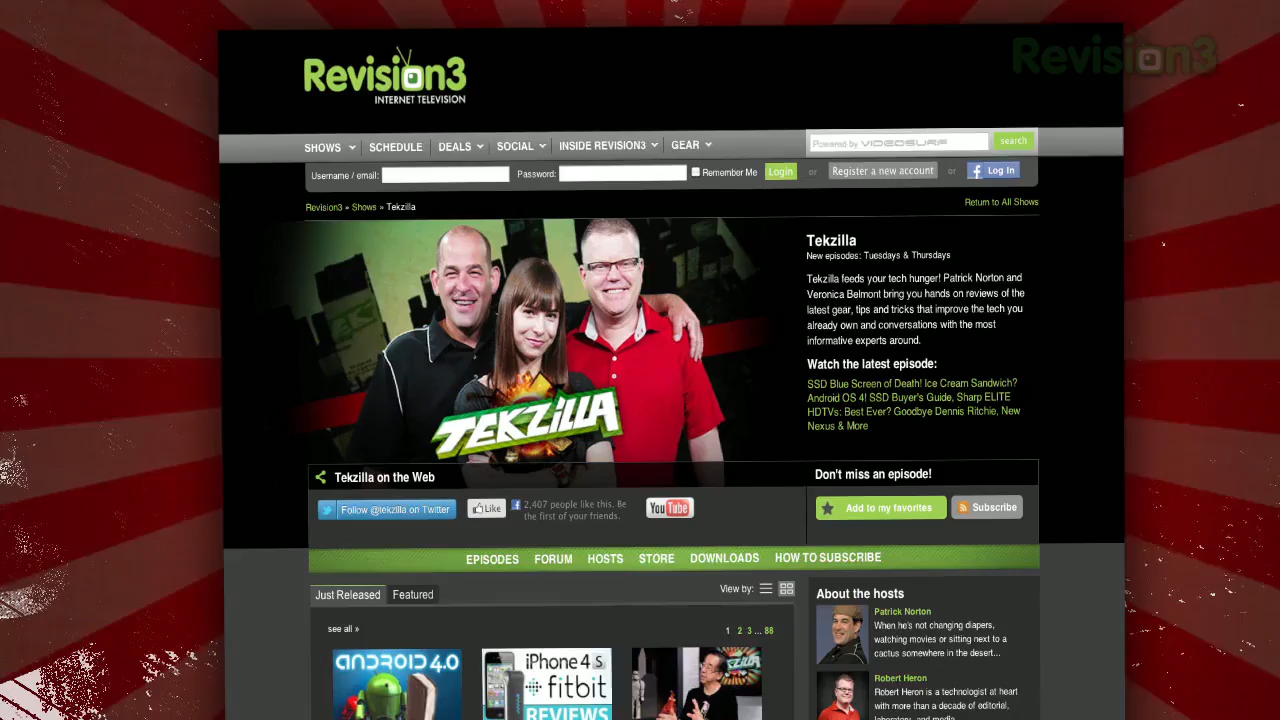 Revision3
INTERNET TELEVISION
Revision3
SHOWS
SCHEDULE
DEALS
SOCIAL
INSIDE REVISION3
GEAR
Powered by VIDEOSURF
search
Username / email:
Password:
Remember Me
Login
or
Register a new account
or
f Log In
Revision3 » Shows » Tekzilla
Return to All Shows
TEK
TEKZILLA
Tekzilla
New episodes: Tuesdays & Thursdays
Tekzilla feeds your tech hunger! Patrick Norton and
Veronica Belmont bring you hands on reviews of the
latest gear, tips and tricks that improve the tech you
already own and conversations with the most
informative experts around.
Watch the latest episode:
SSD Blue Screen of Death! Ice Cream Sandwich?
Android OS 4! SSD Buyer's Guide, Sharp ELITE
HDTVs: Best Ever? Goodbye Dennis Ritchie, New
Nexus & More
Tekzilla on the Web
Follow @tekzilla on Twitter
Like
2,407 people like this. Be
the first of your friends.
YouTube
Don't miss an episode!
Add to my favorites
Subscribe
EPISODES
FORUM
HOSTS
STORE
DOWNLOADS
HOW TO SUBSCRIBE
Just Released
Featured
View by:
see all »
1 2 3 ... 88
ANDROID 4.0
iPhone 4S
fitbit
REVIEWS
TEKZILLA
About the hosts
Patrick Norton
When he's not changing diapers,
watching movies or sitting next to a
cactus somewhere in the desert...
Robert Heron
Robert Heron is a technologist at heart
with more than a decade of editorial,
laboratory, and media